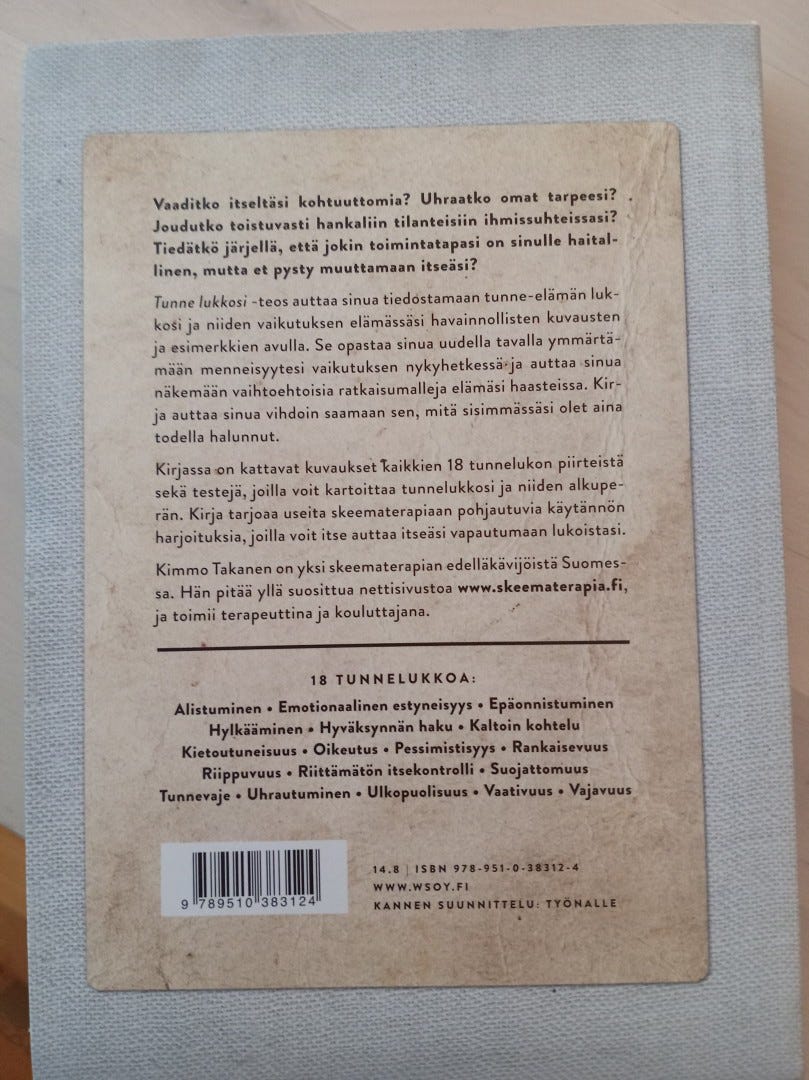 Vaaditko itseltäsi kohtuuttomia? Uhraatko omat tarpeesi?
Joudutko toistuvasti hankaliin tilanteisiin ihmissuhteissasi?
Tiedätkö järjellä, että jokin toimintatapasi on sinulle haital-
linen, mutta et pysty muuttamaan itseäsi?
Tunne lukkosi -teos auttaa sinua tiedostamaan tunne-elämän luk-
kosi ja niiden vaikutuksen elämässäsi havainnollisten kuvausten
ja esimerkkien avulla. Se opastaa sinua uudella tavalla ymmärtä-
mään menneisyytesi vaikutuksen nykyhetkessä ja auttaa sinua
näkemään vaihtoehtoisia ratkaisumalleja elämäsi haasteissa. Kir-
ja auttaa sinua vihdoin saamaan sen, mitä sisimmässäsi olet aina
todella halunnut.
Kirjassa on kattavat kuvaukset kaikkien 18 tunnelukon piirteistä
sekä testejä, joilla voit kartoittaa tunnelukkosi ja niiden alkupe-
rän. Kirja tarjoaa useita skeematerapiaan pohjautuvia käytännön
harjoituksia, joilla voit itse auttaa itseäsi vapautumaan lukoistasi.
Kimmo Takanen on yksi skeematerapian edelläkävijöistä Suomes-
sa. Hän pitää yllä suosittua nettisivustoa www.skeematerapia.fi,
ja toimii terapeuttina ja kouluttajana.
18 TUNNELUKKOA:
Alistuminen • Emotionaalinen estyneisyys • Epäonnistuminen
Hylkääminen • Hyväksynnän haku • Kaltoin kohtelu
Kietoutuneisuus • Oikeutus • Pessimistisyys • Rankaisevuus
Riippuvuus • Riittämätön itsekontrolli • Suojattomuus
Tunnevaje • Uhrautuminen • Ulkopuolisuus • Vaativuus • Vajavuus
14.8 | ISBN 978-951-0-38312-4
WWW.WSOY.FI
KANNEN SUUNNITTELU: TYÖNALLE
9 789510 383124